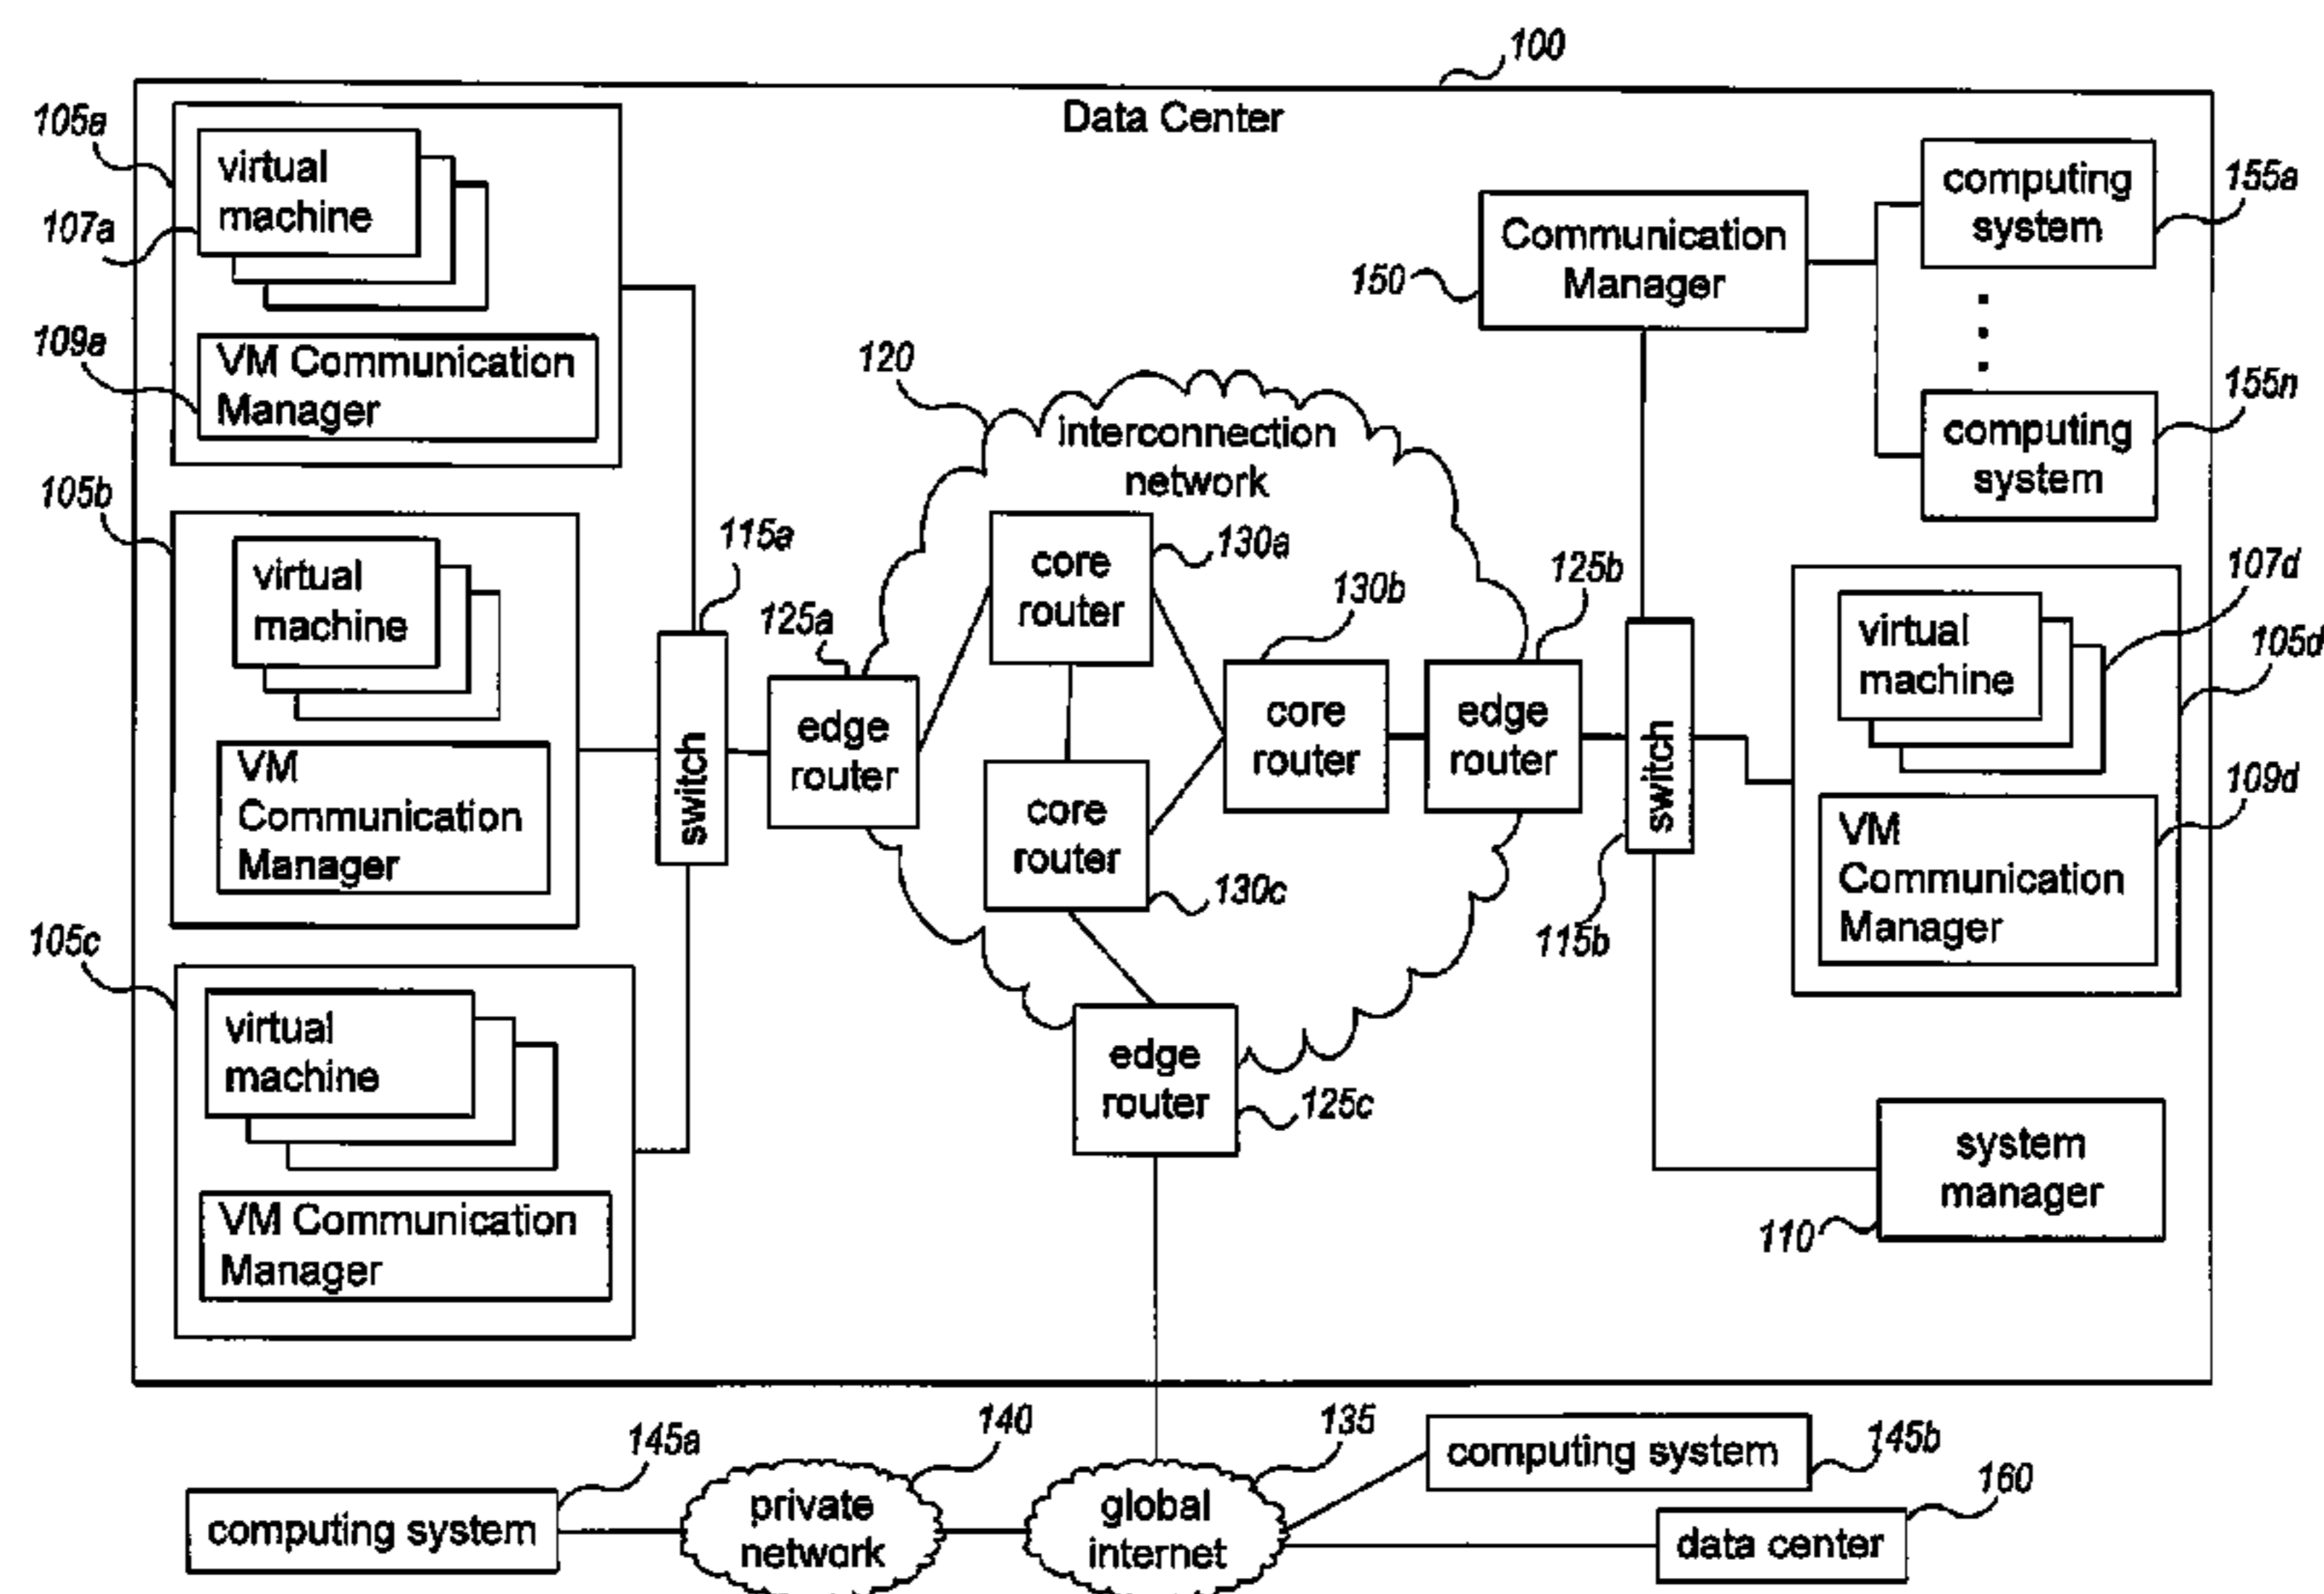 100
Data Center
105a
virtual
machine
107a
109a
VM Communication
Manager
105b
virtual
machine
VM
Communication
Manager
105c
virtual
machine
VM Communication
Manager
115a
switch
125a
edge
router
120
interconnection
network
core
router
130a
130b
core
router
core
router
130c
125b
edge
router
edge
router
125c
switch
115b
150
Communication
Manager
computing
system
155a
computing
system
155n
virtual
machine
107d
105d
VM
Communication
Manager
109d
system
manager
110
145a
computing system
140
private
network
135
global
internet
computing system
145b
160
data center